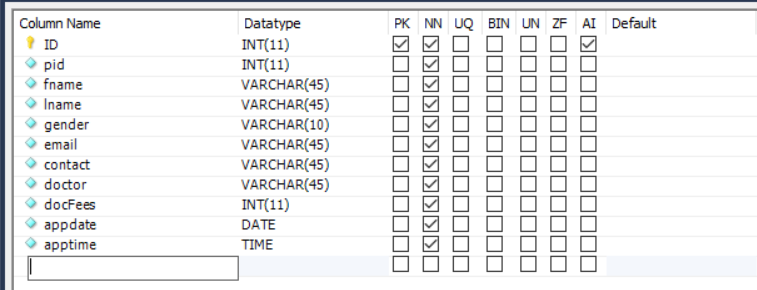 Column Name Datatype PK NN UQ BIN UN ZF AI Default
ID INT(11)
pid INT(11)
fname VARCHAR(45)
lname VARCHAR(45)
gender VARCHAR(10)
email VARCHAR(45)
contact VARCHAR(45)
doctor VARCHAR(45)
docFees INT(11)
appdate DATE
apptime TIME